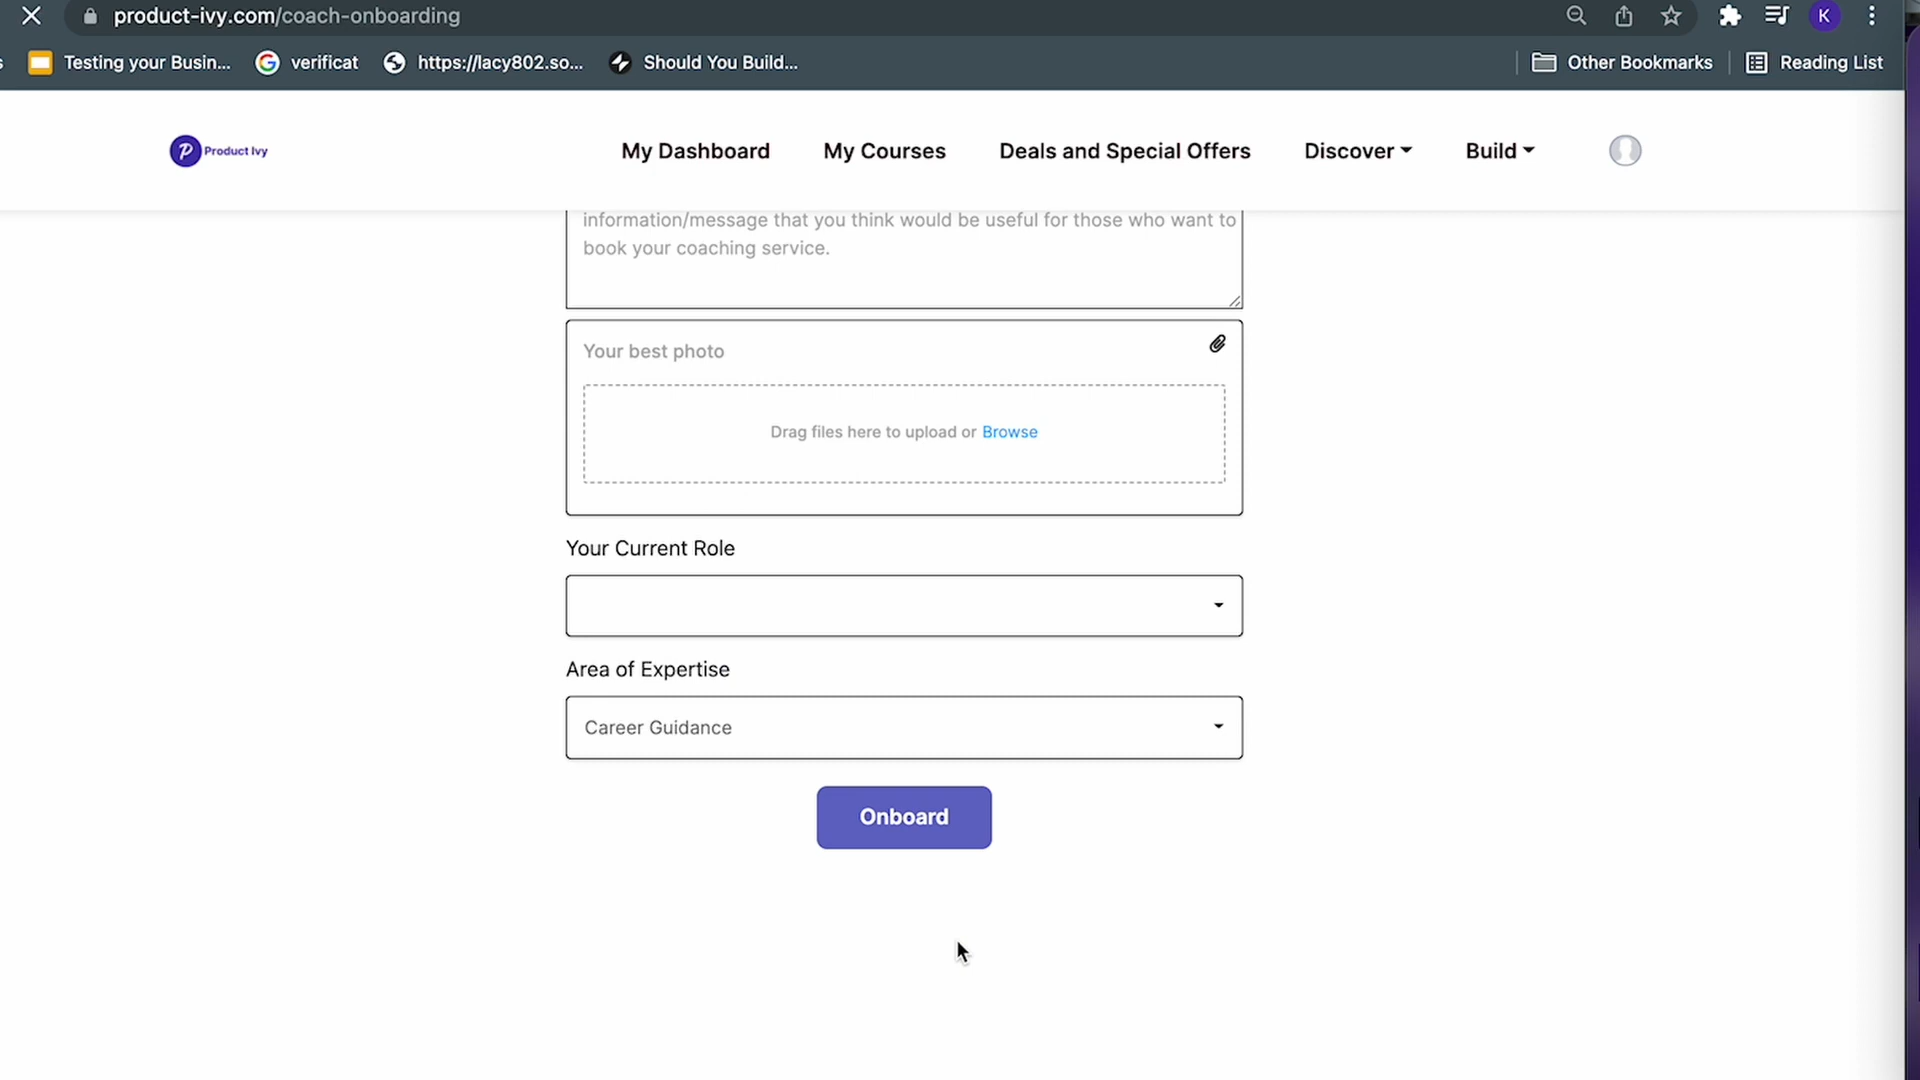 product-ivy.com/coach-onboarding
K
s
Testing your Busin...
verificat
https://lacy802.so...
Should You Build...
Other Bookmarks
Reading List
P Product Ivy
My Dashboard
My Courses
Deals and Special Offers
Discover
Build
information/message that you think would be useful for those who want to
book your coaching service.
Your best photo
Drag files here to upload or Browse
Your Current Role
Area of Expertise
Career Guidance
Onboard